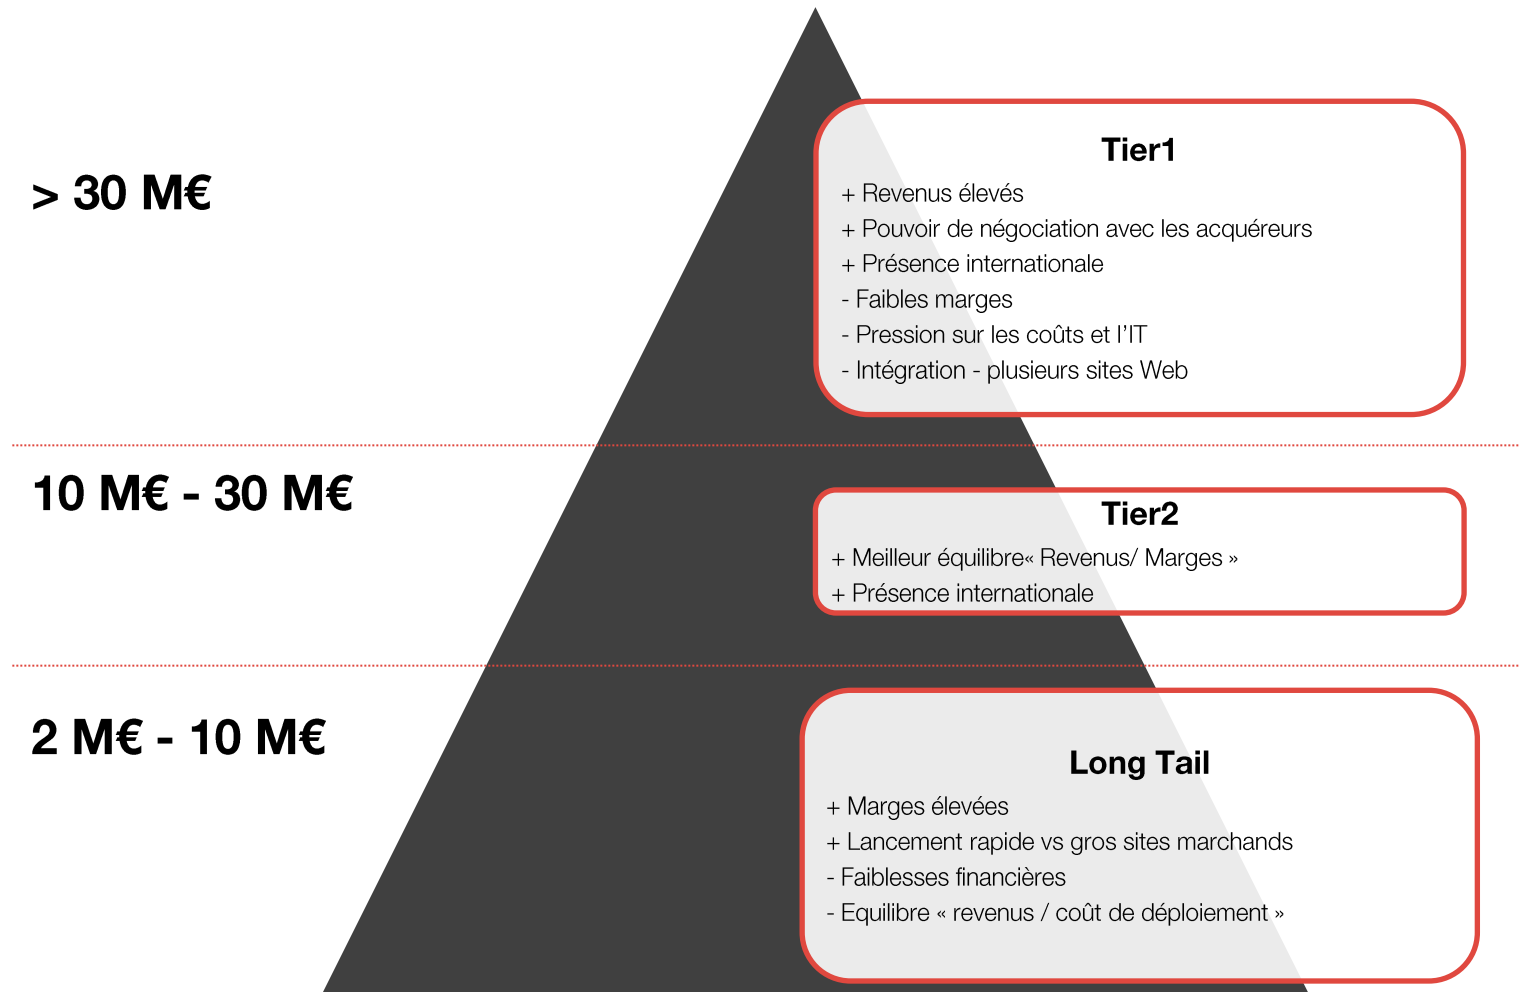 > 30 M€
Tier1
+ Revenus élevés
+ Pouvoir de négociation avec les acquéreurs
+ Présence internationale
- Faibles marges
- Pression sur les coûts et l’IT
- Intégration - plusieurs sites Web
10 M€ - 30 M€
Tier2
+ Meilleur équilibre« Revenus/ Marges »
+ Présence internationale
2 M€ - 10 M€
Long Tail
+ Marges élevées
+ Lancement rapide vs gros sites marchands
- Faiblesses financières
- Equilibre « revenus / coût de déploiement »